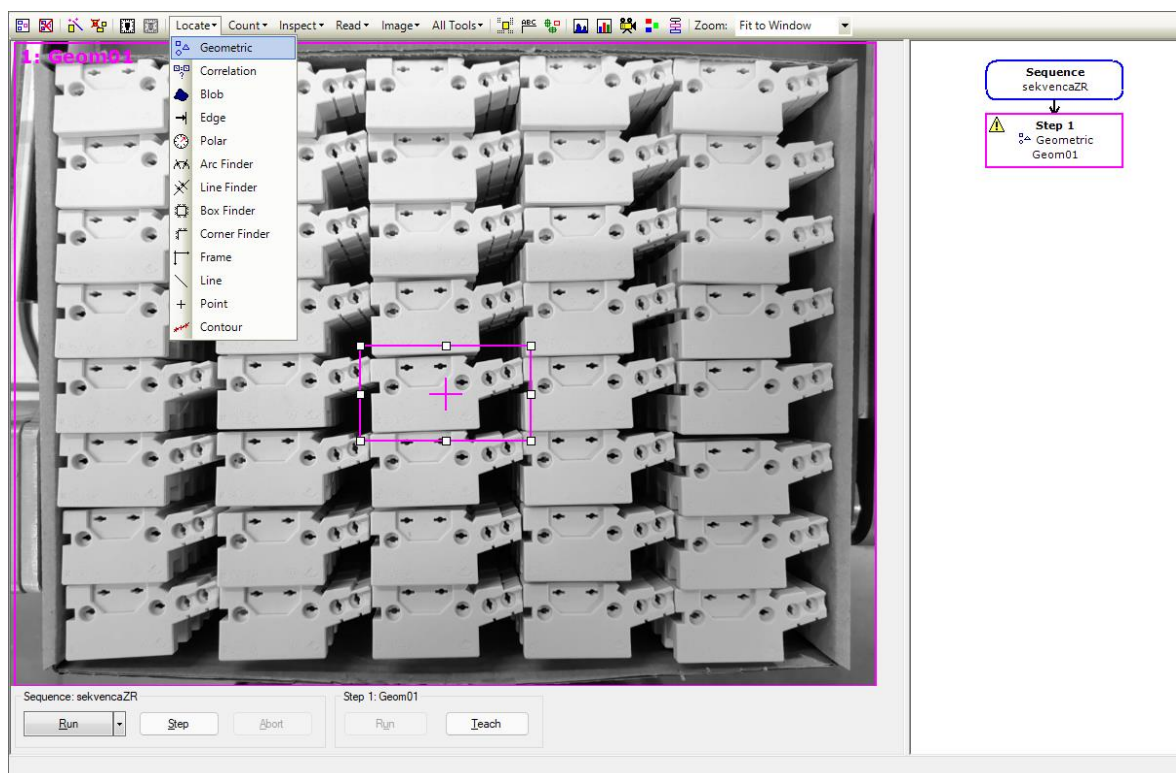 Locate Count Inspect Read Image All Tools ABC Zoom: Fit to Window
1: Geom01
Geometric
Correlation
Blob
Edge
Polar
Arc Finder
Line Finder
Box Finder
Corner Finder
Frame
Line
Point
Contour
Sequence
sekvencaZR
Step 1
Geometric
Geom01
Sequence: sekvencaZR
Run
Step
Abort
Step 1: Geom01
Run
Teach